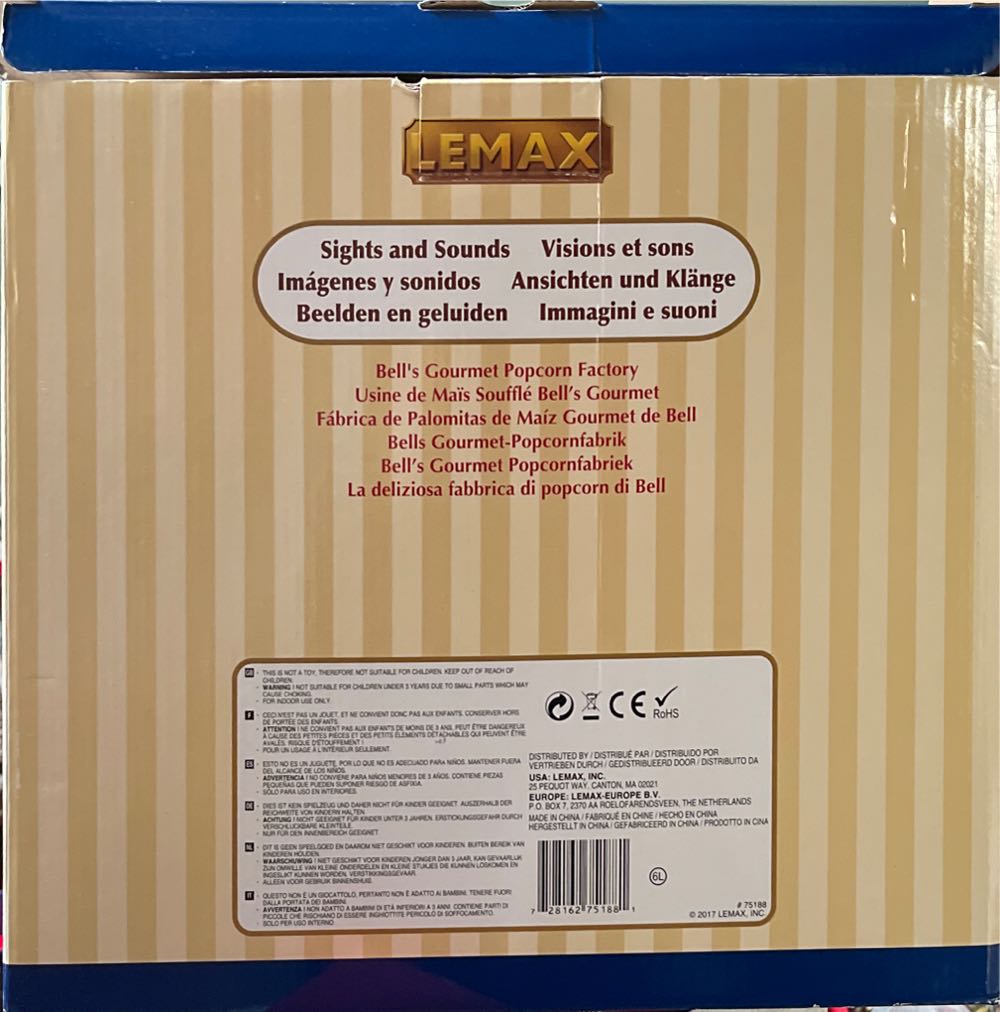 LEMAX
Sights and Sounds Visions et sons
Imágenes y sonidos Ansichten und Klänge
Beelden en geluiden Immagini e suoni
Bell's Gourmet Popcorn Factory
Usine de Maïs Soufflé Bell's Gourmet
Fábrica de Palomitas de Maíz Gourmet de Bell
Bells Gourmet-Popcornfabrik
Bell's Gourmet Popcornfabriek
La deliziosa fabbrica di popcorn di Bell
GB - THIS IS NOT A TOY, THEREFORE NOT SUITABLE FOR CHILDREN. KEEP OUT OF REACH OF
CHILDREN.
- WARNING ! NOT SUITABLE FOR CHILDREN UNDER 3 YEARS DUE TO SMALL PARTS WHICH MAY
CAUSE CHOKING.
- FOR INDOOR USE ONLY.
F - CECI N'EST PAS UN JOUET, ET NE CONVIENT DONC PAS AUX ENFANTS. CONSERVER HORS
DE PORTÉE DES ENFANTS.
- ATTENTION ! NE CONVIENT PAS AUX ENFANTS DE MOINS DE 3 ANS, PEUT ÊTRE DANGEREUX
À CAUSE DES PETITES PIÈCES ET DES PETITS ÉLÉMENTS DÉTACHABLES QUI PEUVENT ÊTRE
AVALÉS. RISQUE D'ÉTOUFFEMENT !
- POUR UN USAGE À L'INTÉRIEUR SEULEMENT.
ES - ESTO NO ES UN JUGUETE, POR LO QUE NO ES ADECUADO PARA NIÑOS. MANTENER FUERA
DEL ALCANCE DE LOS NIÑOS.
- ADVERTENCIA ! NO CONVIENE PARA NIÑOS MENORES DE 3 AÑOS, CONTIENE PIEZAS
PEQUEÑAS QUE PUEDEN SUPONER RIESGO DE ASFIXIA.
- SÓLO PARA USO EN INTERIORES.
DE - DIES IST KEIN SPIELZEUG UND DAHER NICHT FÜR KINDER GEEIGNET. AUSZERHALB DER
REICHWEITE VON KINDERN HALTEN.
- ACHTUNG ! NICHT GEEIGNET FÜR KINDER UNTER 3 JAHREN. ERSTICKUNGSGEFAHR DURCH
VERSCHLUCKBARE KLEINTEILE.
- NUR FÜR DEN INNENBEREICH GEEIGNET.
NL - DIT IS GEEN SPEELGOED EN DAAROM NIET GESCHIKT VOOR KINDEREN. BUITEN BEREIK VAN
KINDEREN HOUDEN.
- WAARSCHUWING ! NIET GESCHIKT VOOR KINDEREN JONGER DAN 3 JAAR, KAN GEVAARLIJK
ZIJN OMWILLE VAN KLEINE ONDERDELEN EN KLEINE STUKJES DIE KUNNEN LOSKOMEN EN
INGESLIKT KUNNEN WORDEN. VERSTIKKINGSGEVAAR.
- ALLEEN VOOR GEBRUIK BINNENSHUIS.
IT - QUESTO NON È UN GIOCATTOLO, PERTANTO NON È ADATTO AI BAMBINI. TENERE FUORI
DALLA PORTATA DEI BAMBINI.
- AVVERTENZA ! NON ADATTO A BAMBINI DI ETÀ INFERIORI A 3 ANNI. CONTIENE PARTI DI
PICCOLE CHE RISCHIANO DI ESSERE INGHIOTTITE PERICOLO DI SOFFOCAMENTO.
- SOLO PER USO INTERNO.
CE RoHS
DISTRIBUTED BY / DISTRIBUÉ PAR / DISTRIBUIDO POR
VERTRIEBEN DURCH / GEDISTRIBUEERD DOOR / DISTRIBUITO DA
USA: LEMAX, INC.
25 PEQUOT WAY, CANTON, MA 02021
EUROPE: LEMAX-EUROPE B.V.
P.O. BOX 7, 2370 AA ROELOFARENDSVEEN, THE NETHERLANDS
MADE IN CHINA / FABRIQUÉ EN CHINE / HECHO EN CHINA
HERGESTELLT IN CHINA / GEFABRICEERD IN CHINA / PRODOTTO IN CINA
6L
7 28162 75188 1
# 75188
© 2017 LEMAX, INC.